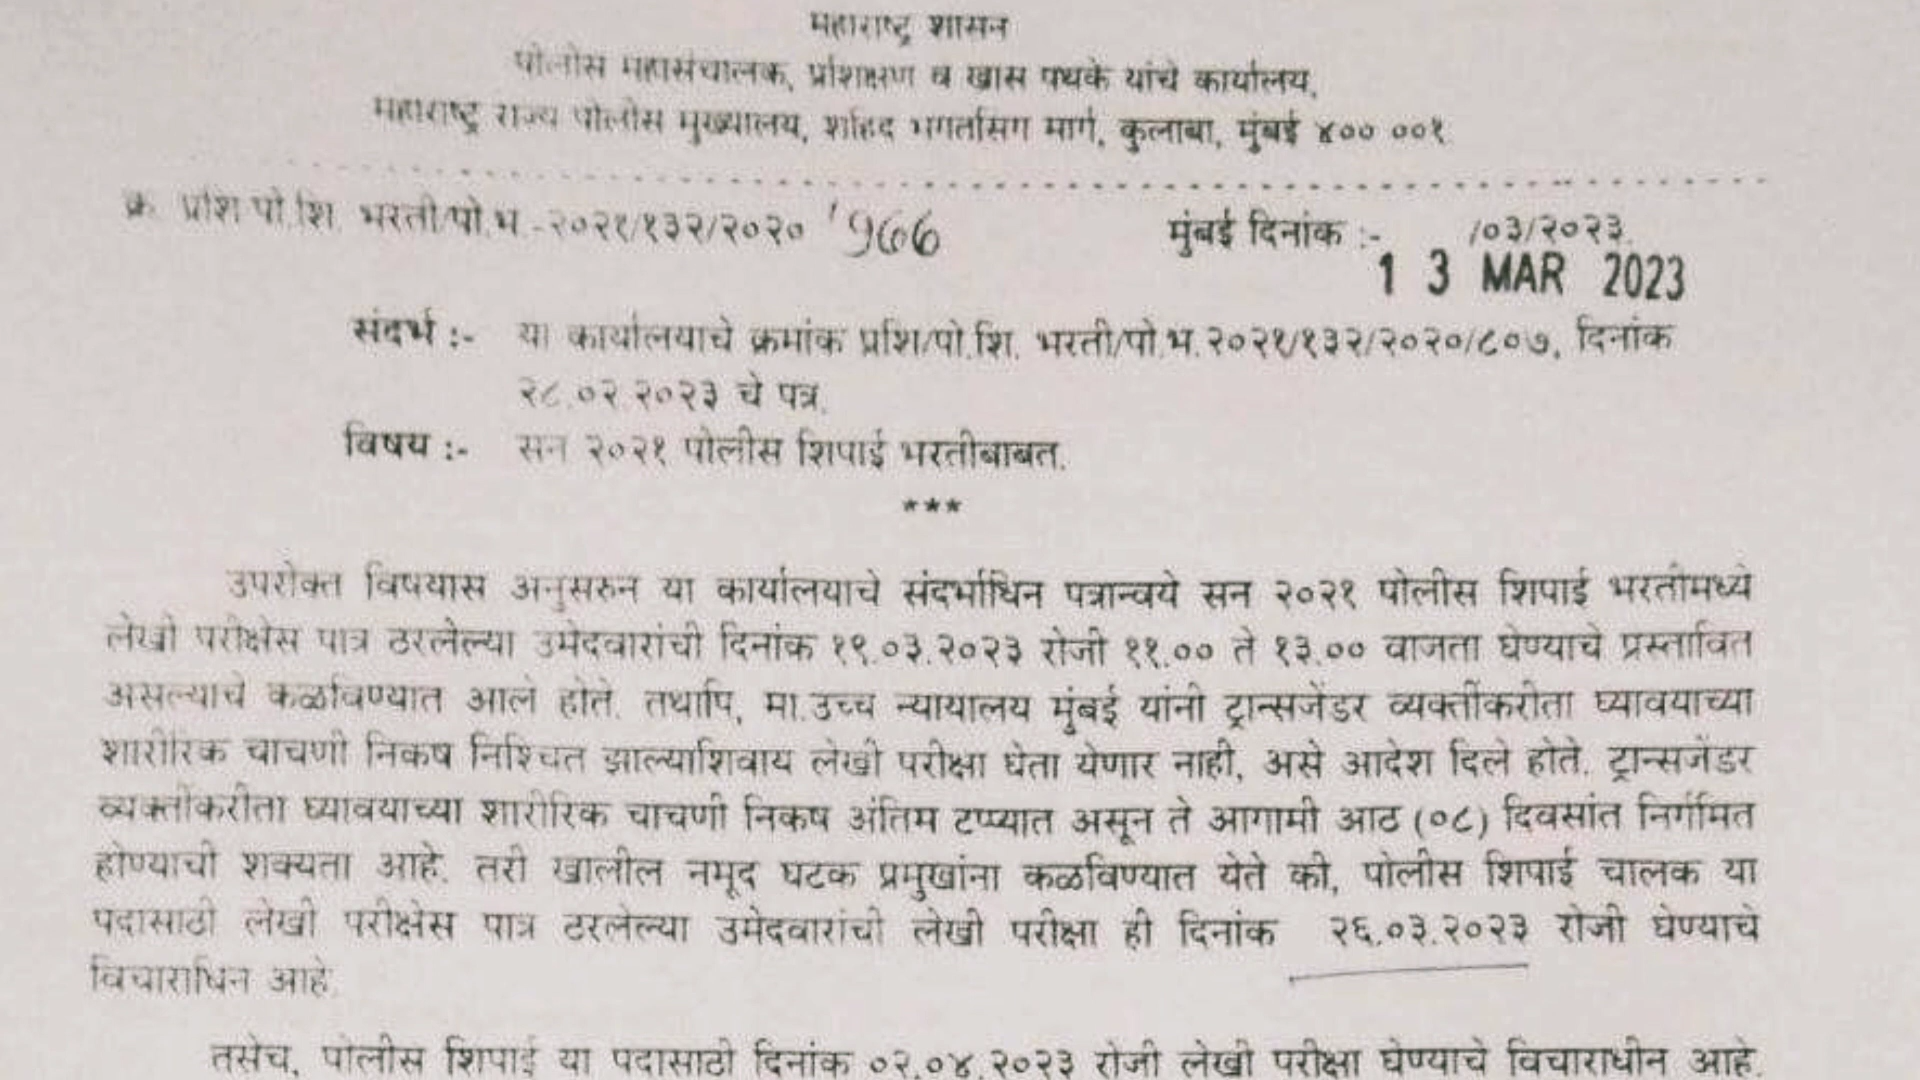 महाराष्ट्र शासन
पोलीस महासंचालक, प्रशिक्षण व खास पथके यांचे कार्यालय,
महाराष्ट्र राज्य पोलीस मुख्यालय, शहिद भगतसिंग मार्ग, कुलाबा, मुंबई ४०० ००१
क्र. प्रशि/पो.शि. भरती/पो.भ.-२०२१/१३२/२०२० मुंबई दिनांक :- /०३/२०२३.
13 MAR 2023
संदर्भ :- या कार्यालयाचे क्रमांक प्रशि/पो.शि. भरती/पो.भ.२०२१/१३२/२०२०/८०७, दिनांक
२८.०२.२०२३ चे पत्र.
विषय :- सन २०२१ पोलीस शिपाई भरतीबाबत.
***
उपरोक्त विषयास अनुसरुन या कार्यालयाचे संदर्भाधिन पत्रान्वये सन २०२१ पोलीस शिपाई भरतीमध्ये
लेखी परीक्षेस पात्र ठरलेल्या उमेदवारांची दिनांक १९.०३.२०२३ रोजी ११.०० ते १३.०० वाजता घेण्याचे प्रस्तावित
असल्याचे कळविण्यात आले होते. तथापि, मा.उच्च न्यायालय मुंबई यांनी ट्रान्सजेंडर व्यक्तींकरीता घ्यावयाच्या
शारीरिक चाचणी निकष निश्चित झाल्याशिवाय लेखी परीक्षा घेता येणार नाही, असे आदेश दिले होते. ट्रान्सजेंडर
व्यक्तींकरीता घ्यावयाच्या शारीरिक चाचणी निकष अंतिम टप्प्यात असून ते आगामी आठ (०८) दिवसांत निर्गमित
होण्याची शक्यता आहे. तरी खालील नमूद घटक प्रमुखांना कळविण्यात येते की, पोलीस शिपाई चालक या
पदासाठी लेखी परीक्षेस पात्र ठरलेल्या उमेदवारांची लेखी परीक्षा ही दिनांक २६.०३.२०२३ रोजी घेण्याचे
विचाराधिन आहे.
तसेच, पोलीस शिपाई या पदासाठी दिनांक ०२.०४.२०२३ रोजी लेखी परीक्षा घेण्याचे विचाराधीन आहे.